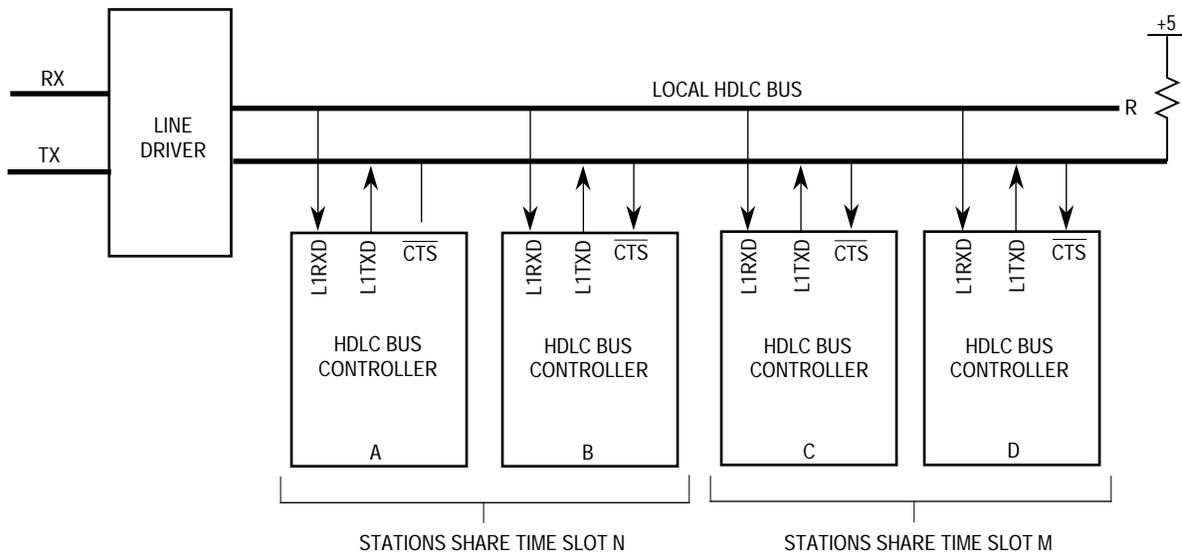 +5
RX
LOCAL HDLC BUS
R
LINE
DRIVER
TX
L1RXD
L1TXD
CTS
L1RXD
L1TXD
CTS
L1RXD
L1TXD
CTS
L1RXD
L1TXD
CTS
HDLC BUS
CONTROLLER
A
HDLC BUS
CONTROLLER
B
HDLC BUS
CONTROLLER
C
HDLC BUS
CONTROLLER
D
STATIONS SHARE TIME SLOT N
STATIONS SHARE TIME SLOT M